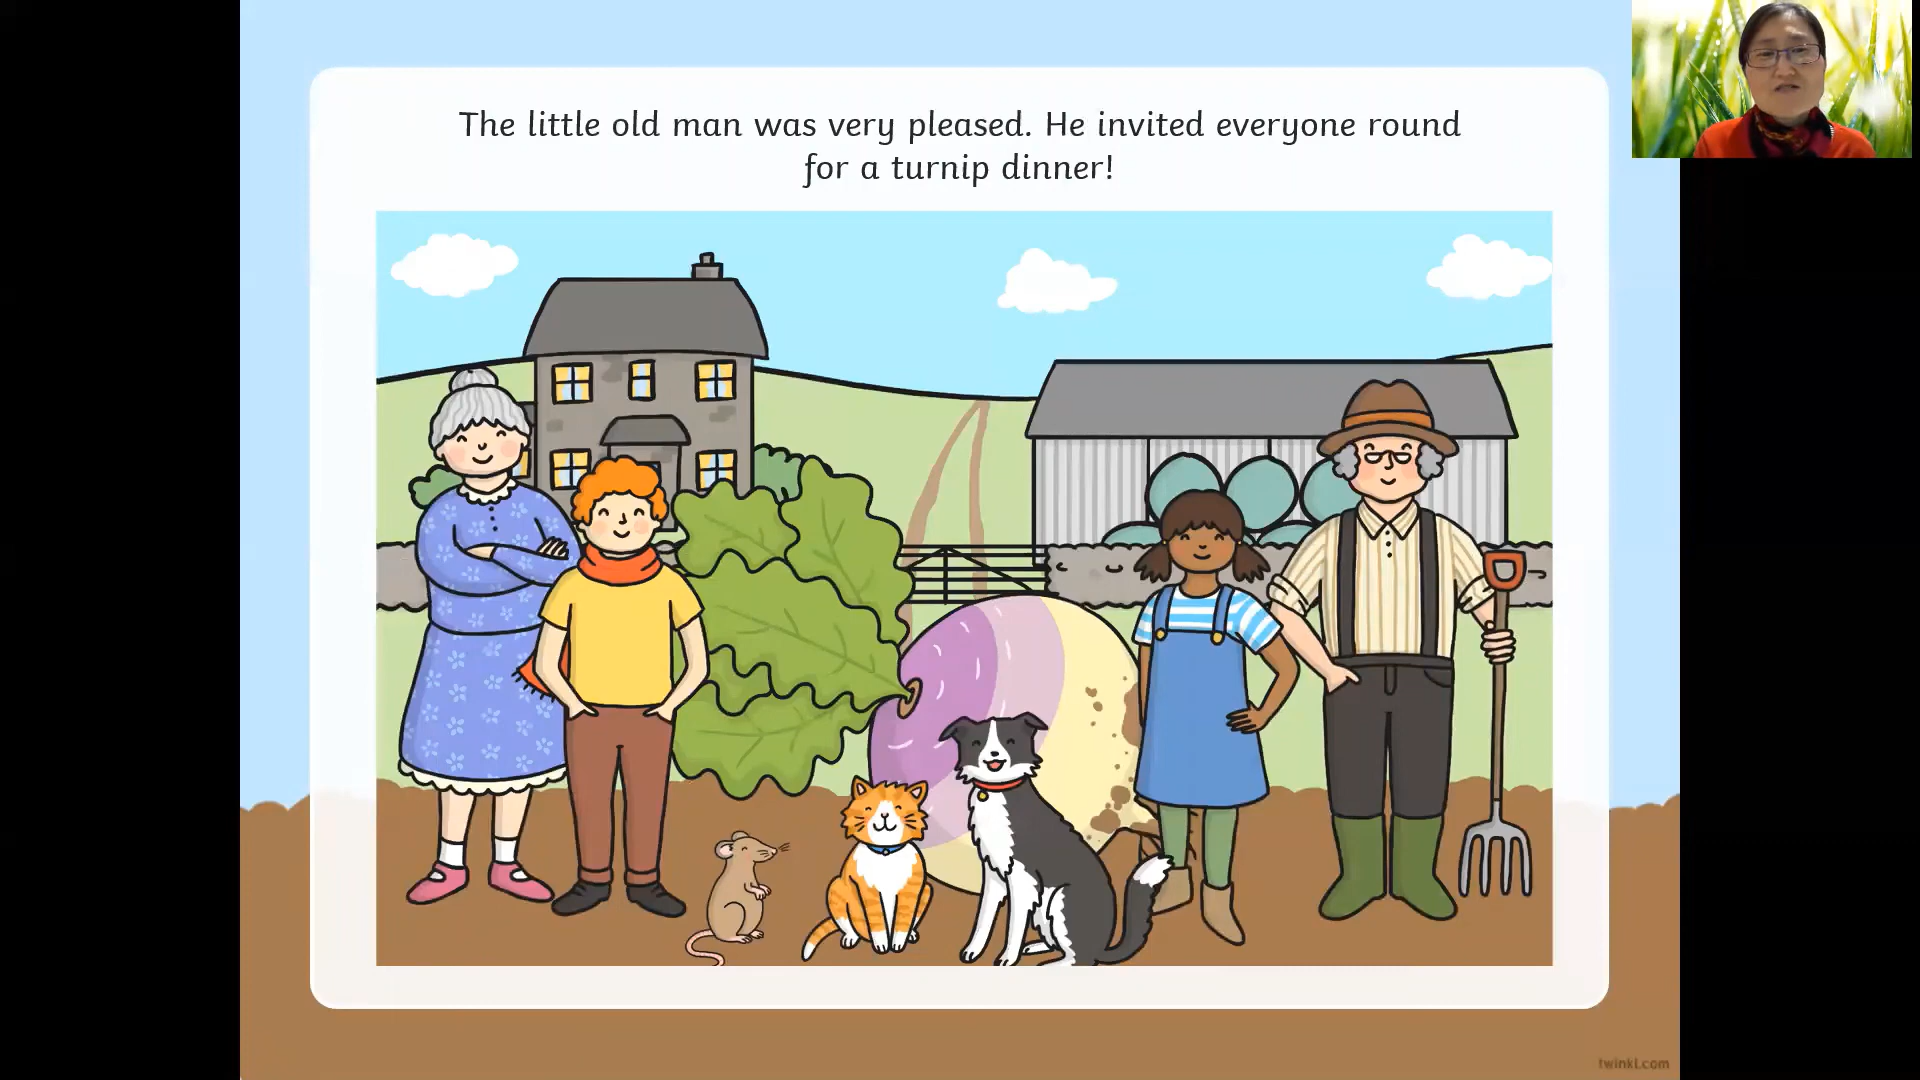 The little old man was very pleased. He invited everyone round
for a turnip dinner!
twinkl.com